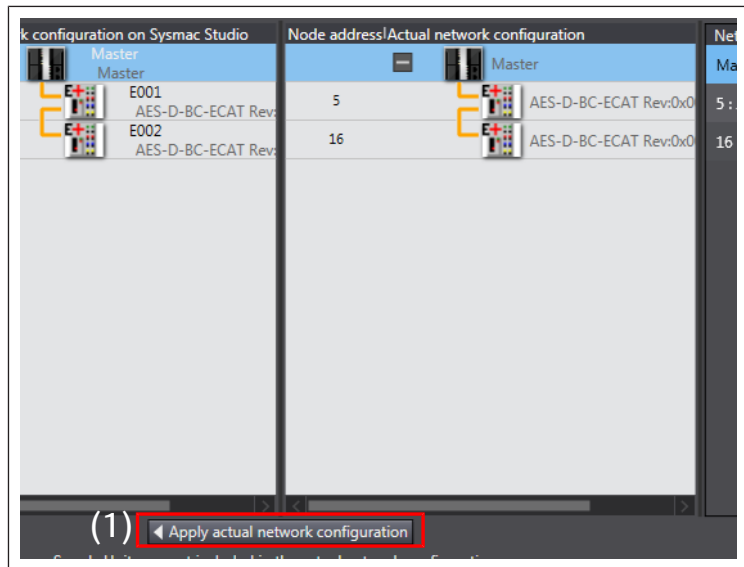 k configuration on Sysmac Studio
Master
Master
E001
AES-D-BC-ECAT Rev:
E002
AES-D-BC-ECAT Rev:
Node address Actual network configuration
Master
5 AES-D-BC-ECAT Rev:0x0
16 AES-D-BC-ECAT Rev:0x0
Net
Ma
5:
16
(1) Apply actual network configuration